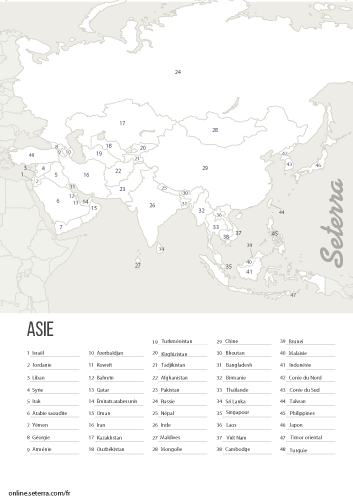 24
17
28
48
8
9
10
18
20
19
21
42
43
46
3
4
1
2
5
16
22
29
11
23
12
6
13
14
15
25
30
31
26
32
36
44
7
33
37
45
38
34
27
39
35
40
41
47
Seterra
ASIE
1 Israël
2 Jordanie
3 Liban
4 Syrie
5 Irak
6 Arabie saoudite
7 Yémen
8 Géorgie
9 Arménie
10 Azerbaïdjan
11 Koweït
12 Bahreïn
13 Qatar
14 Émirats arabes unis
15 Oman
16 Iran
17 Kazakhstan
18 Ouzbékistan
19 Turkménistan
20 Kirghizistan
21 Tadjikistan
22 Afghanistan
23 Pakistan
24 Russie
25 Népal
26 Inde
27 Maldives
28 Mongolie
29 Chine
30 Bhoutan
31 Bangladesh
32 Birmanie
33 Thaïlande
34 Sri Lanka
35 Singapour
36 Laos
37 Viêt Nam
38 Cambodge
39 Brunei
40 Malaisie
41 Indonésie
42 Corée du Nord
43 Corée du Sud
44 Taïwan
45 Philippines
46 Japon
47 Timor oriental
48 Turquie
online.seterra.com/fr